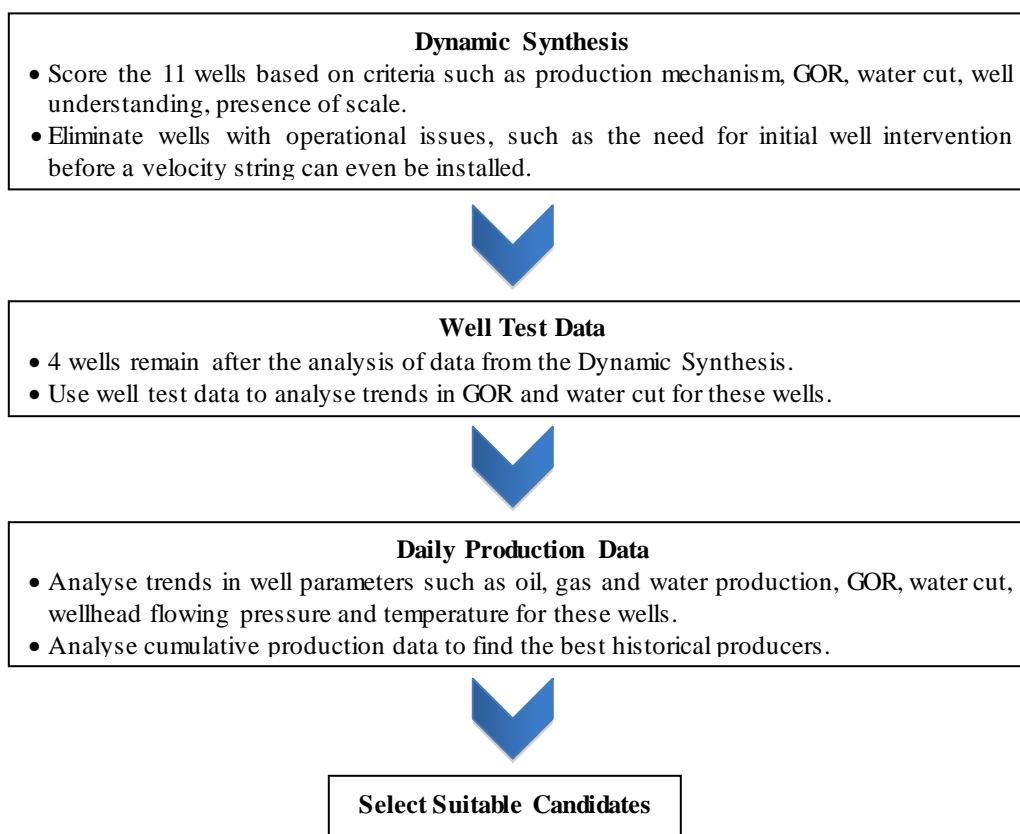 Dynamic Synthesis
• Score the 11 wells based on criteria such as production mechanism, GOR, water cut, well
understanding, presence of scale.
• Eliminate wells with operational issues, such as the need for initial well intervention
before a velocity string can even be installed.
Well Test Data
• 4 wells remain after the analysis of data from the Dynamic Synthesis.
• Use well test data to analyse trends in GOR and water cut for these wells.
Daily Production Data
• Analyse trends in well parameters such as oil, gas and water production, GOR, water cut,
wellhead flowing pressure and temperature for these wells.
• Analyse cumulative production data to find the best historical producers.
Select Suitable Candidates